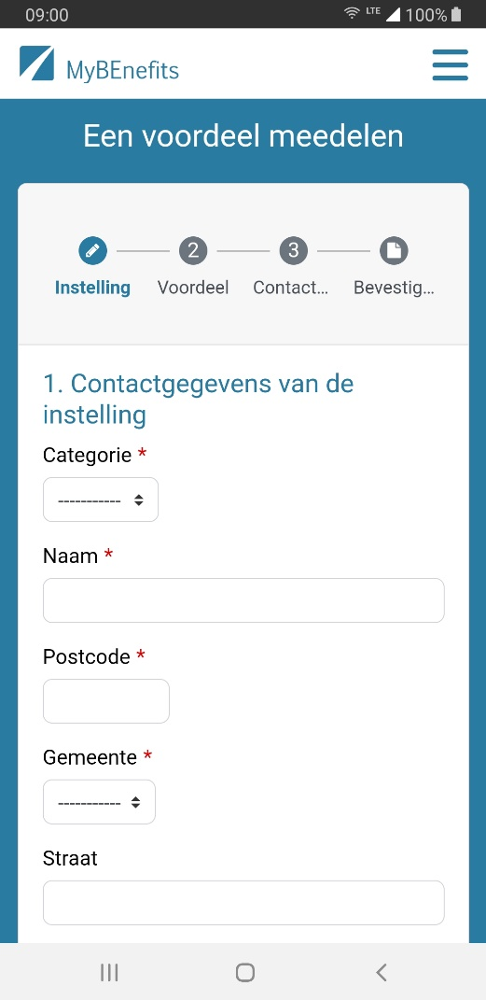 09:00
LTE 100%
MyBEnefits
Een voordeel meedelen
2 3
Instelling Voordeel Contact... Bevestig...
1. Contactgegevens van de
instelling
Categorie *
-----------
Naam *
Postcode *
Gemeente *
-----------
Straat